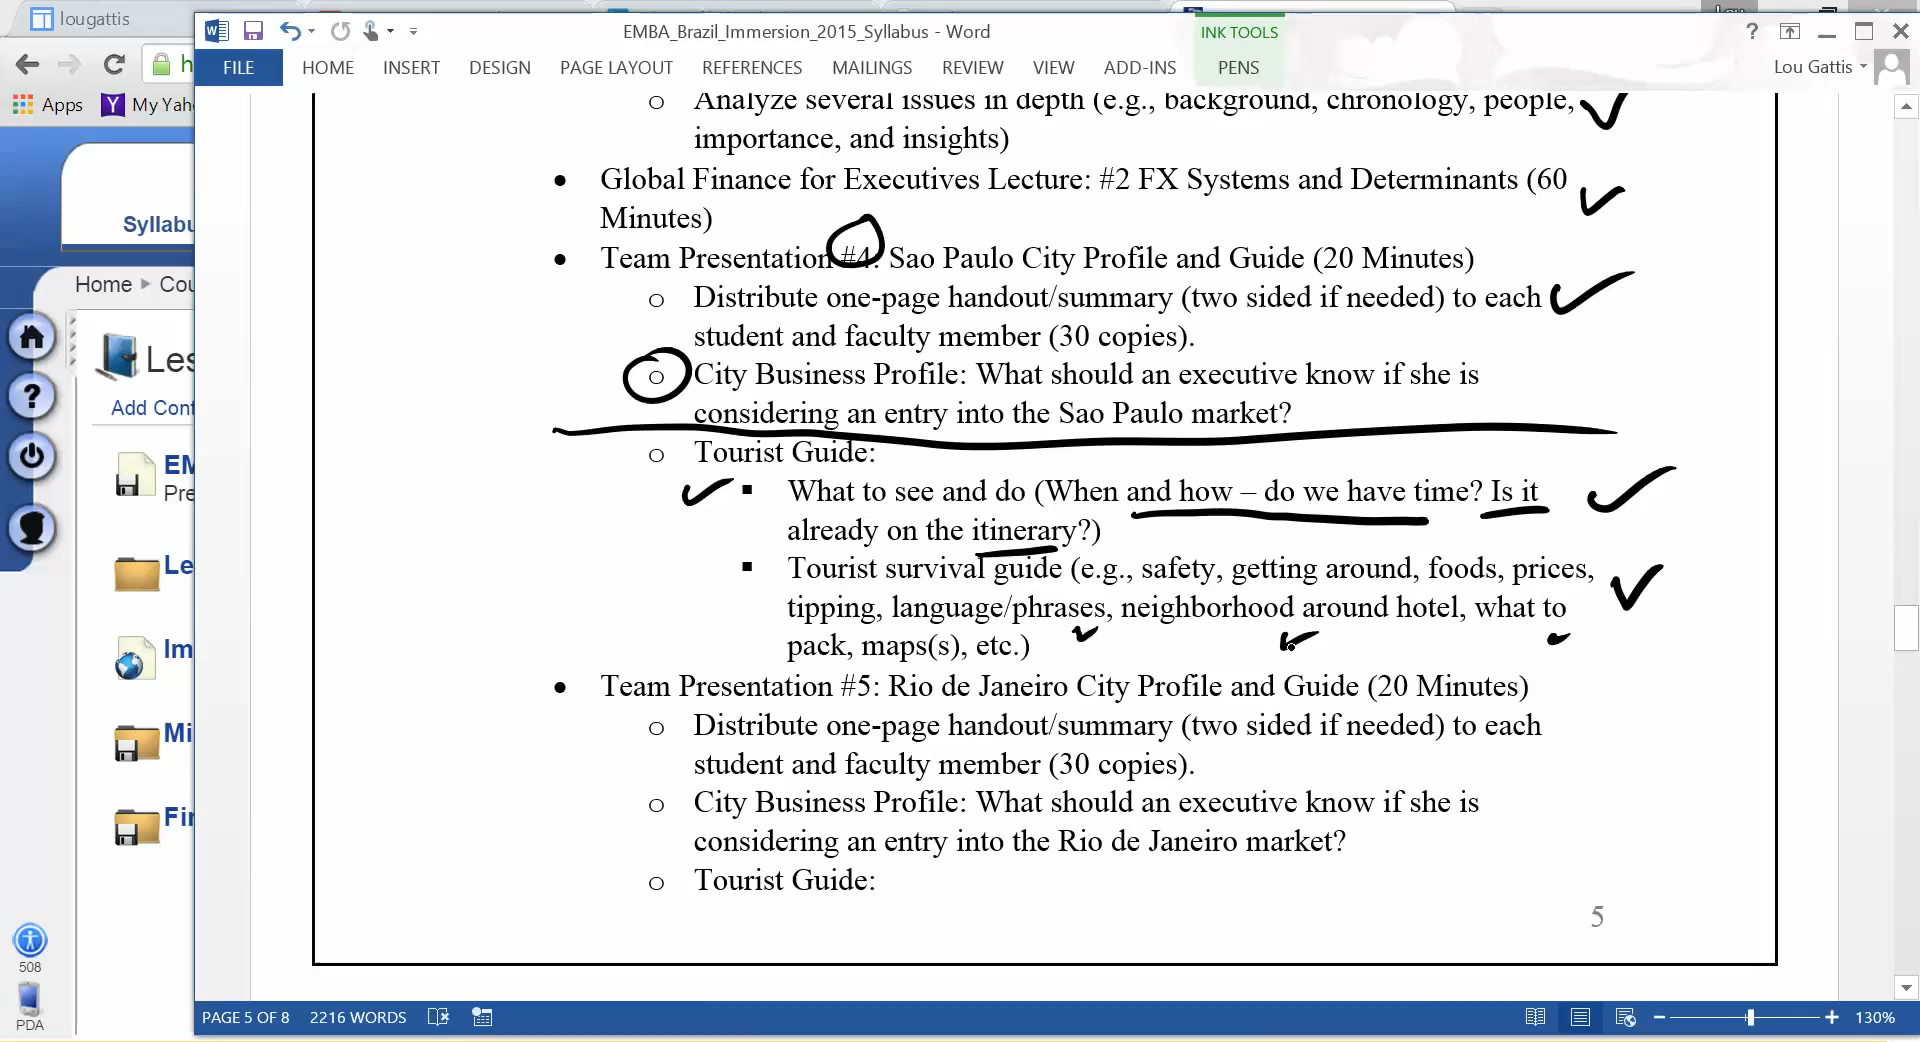 lougattis
EMBA_Brazil_Immersion_2015_Syllabus - Word
INK TOOLS
FILE HOME INSERT DESIGN PAGE LAYOUT REFERENCES MAILINGS REVIEW VIEW ADD-INS PENS
Lou Gattis
Apps My Yah
Syllabu
Home Cou
Les
Add Cont
EM
Pre
Le
Im
Mi
Fin
508
PDA
o Analyze several issues in depth (e.g., background, chronology, people,
importance, and insights)
• Global Finance for Executives Lecture: #2 FX Systems and Determinants (60
Minutes)
• Team Presentation #4: Sao Paulo City Profile and Guide (20 Minutes)
o Distribute one-page handout/summary (two sided if needed) to each
student and faculty member (30 copies).
o City Business Profile: What should an executive know if she is
considering an entry into the Sao Paulo market?
o Tourist Guide:
▪ What to see and do (When and how – do we have time? Is it
already on the itinerary?)
▪ Tourist survival guide (e.g., safety, getting around, foods, prices,
tipping, language/phrases, neighborhood around hotel, what to
pack, maps(s), etc.)
• Team Presentation #5: Rio de Janeiro City Profile and Guide (20 Minutes)
o Distribute one-page handout/summary (two sided if needed) to each
student and faculty member (30 copies).
o City Business Profile: What should an executive know if she is
considering an entry into the Rio de Janeiro market?
o Tourist Guide:
5
PAGE 5 OF 8 2216 WORDS
130%